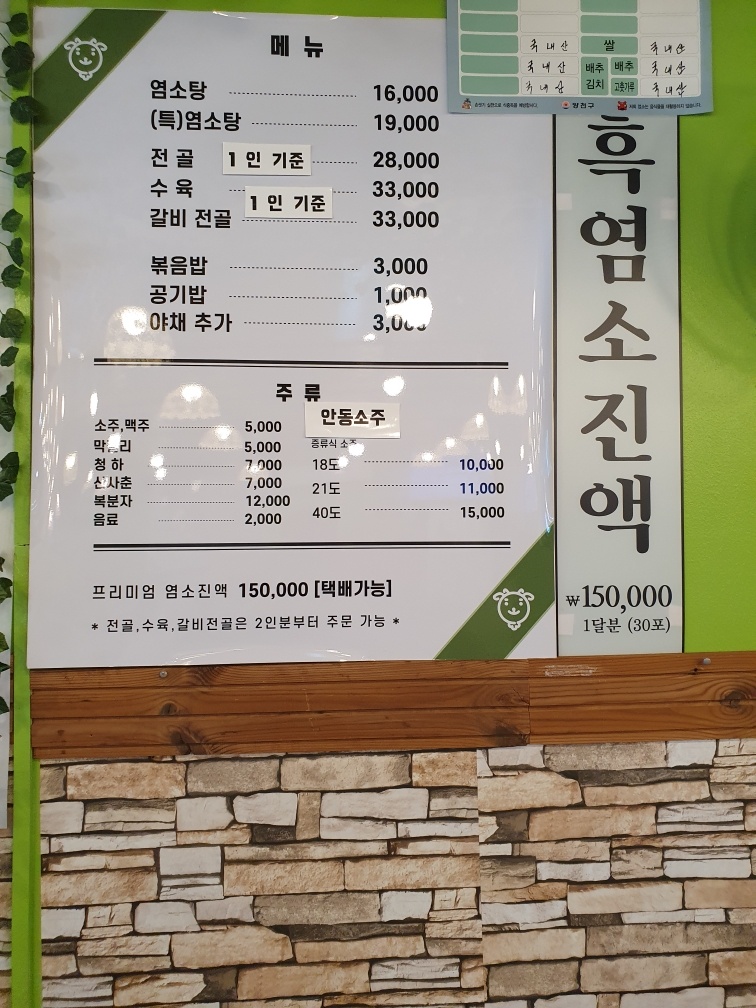 메뉴
염소탕 16,000
(특)염소탕 19,000
전골 1인 기준 28,000
수육 33,000
1인 기준
갈비 전골 33,000
볶음밥 3,000
공기밥 1,000
야채 추가 3,000
주류
안동소주
소주,맥주 5,000
막걸리 5,000
청하 7,000
산사춘 7,000
복분자 12,000
음료 2,000
증류식 소주
18도 10,000
21도 11,000
40도 15,000
프리미엄 염소진액 150,000 [택배가능]
* 전골,수육,갈비전골은 2인분부터 주문 가능 *
국내산 쌀 국내산
국내산 배추김치 배추 국내산
국내산 고춧가루 국내산
양천구
흑염소진액
₩150,000
1달분 (30포)